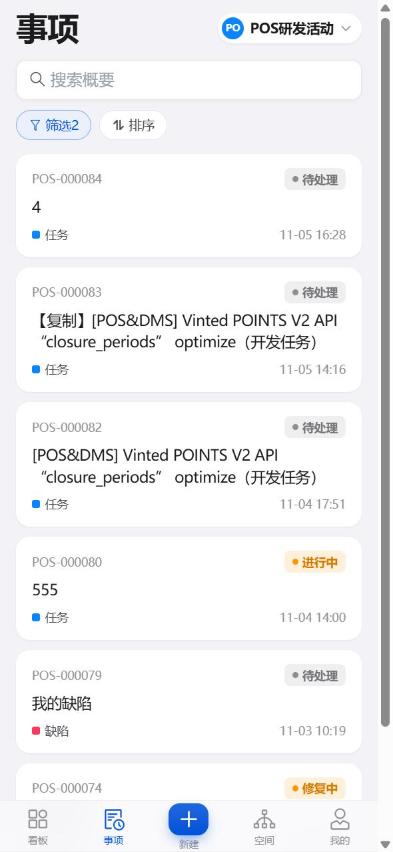 事项
PO POS研发活动
搜索概要
筛选2 排序
POS-000084 待处理
4
任务 11-05 16:28
POS-000083 待处理
【复制】[POS&DMS] Vinted POINTS V2 API
“closure_periods” optimize（开发任务）
任务 11-05 14:16
POS-000082 待处理
[POS&DMS] Vinted POINTS V2 API
“closure_periods” optimize（开发任务）
任务 11-04 17:51
POS-000080 进行中
555
任务 11-04 14:00
POS-000079 待处理
我的缺陷
缺陷 11-03 10:19
POS-000074 修复中
看板 事项 新建 空间 我的